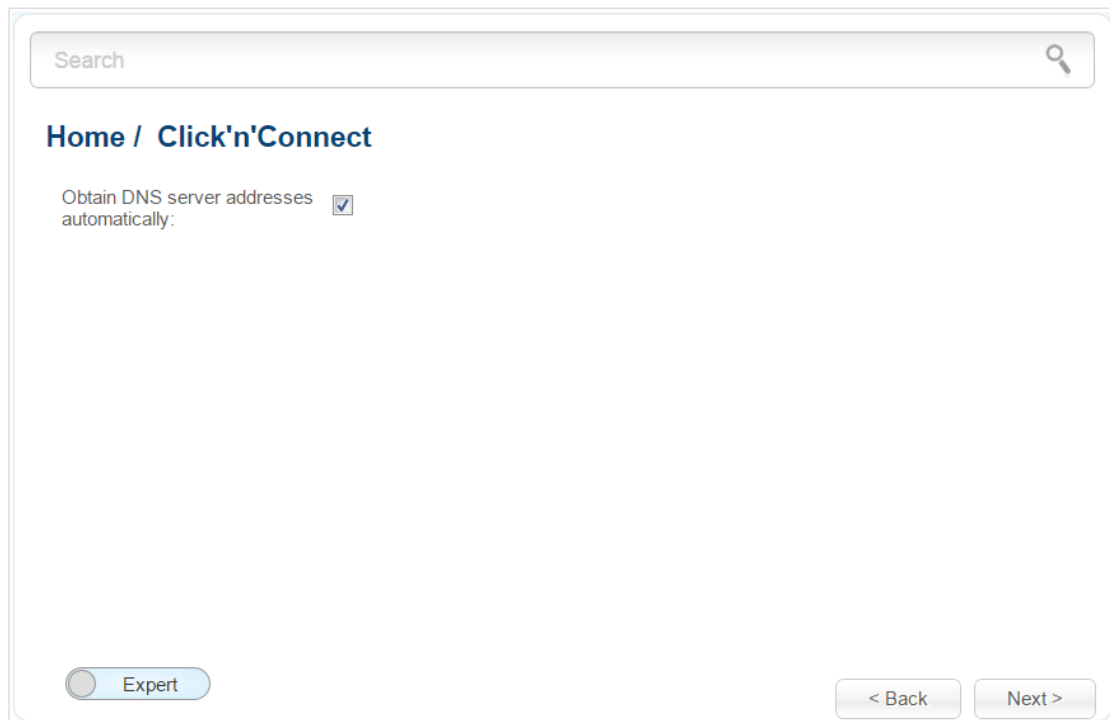 Search
Home /  Click'n'Connect
Obtain DNS server addresses
automatically:
Expert
< Back
Next >